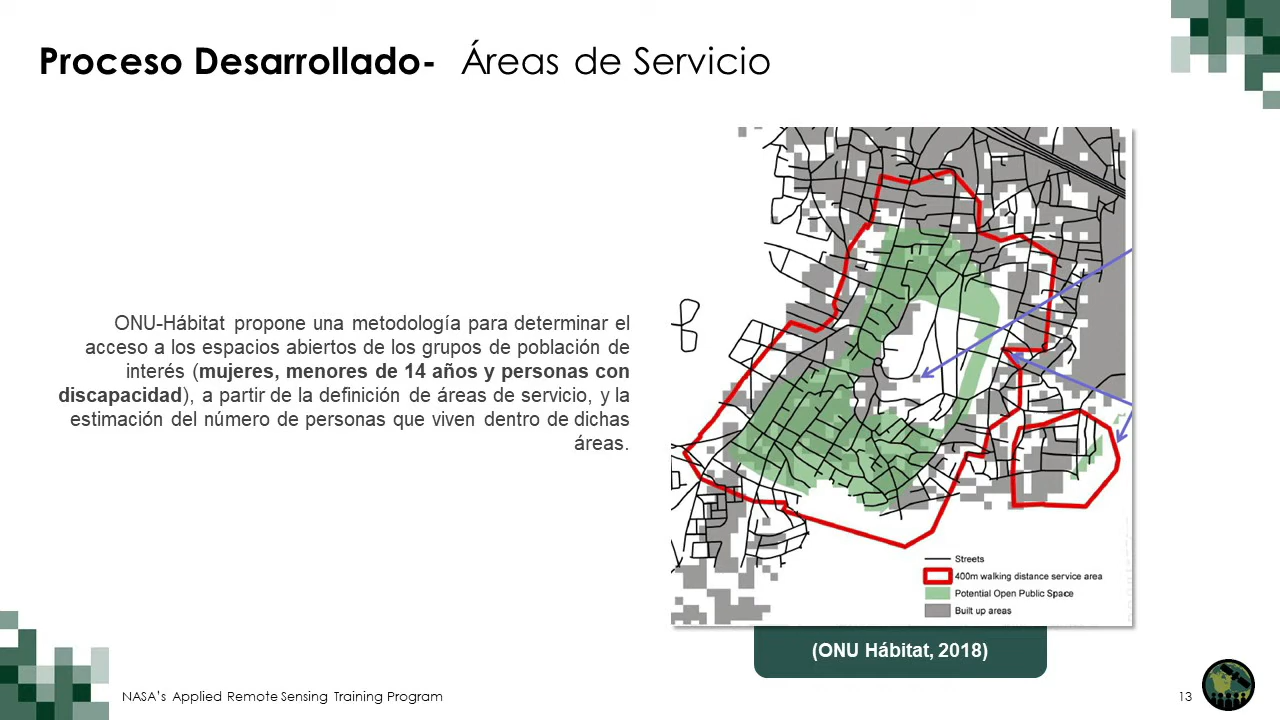 Proceso Desarrollado- Áreas de Servicio
ONU-Hábitat propone una metodología para determinar el
acceso a los espacios abiertos de los grupos de población de
interés (mujeres, menores de 14 años y personas con
discapacidad), a partir de la definición de áreas de servicio, y la
estimación del número de personas que viven dentro de dichas
áreas.
Streets
400m walking distance service area
Potential Open Public Space
Built up areas
(ONU Hábitat, 2018)
NASA's Applied Remote Sensing Training Program
13